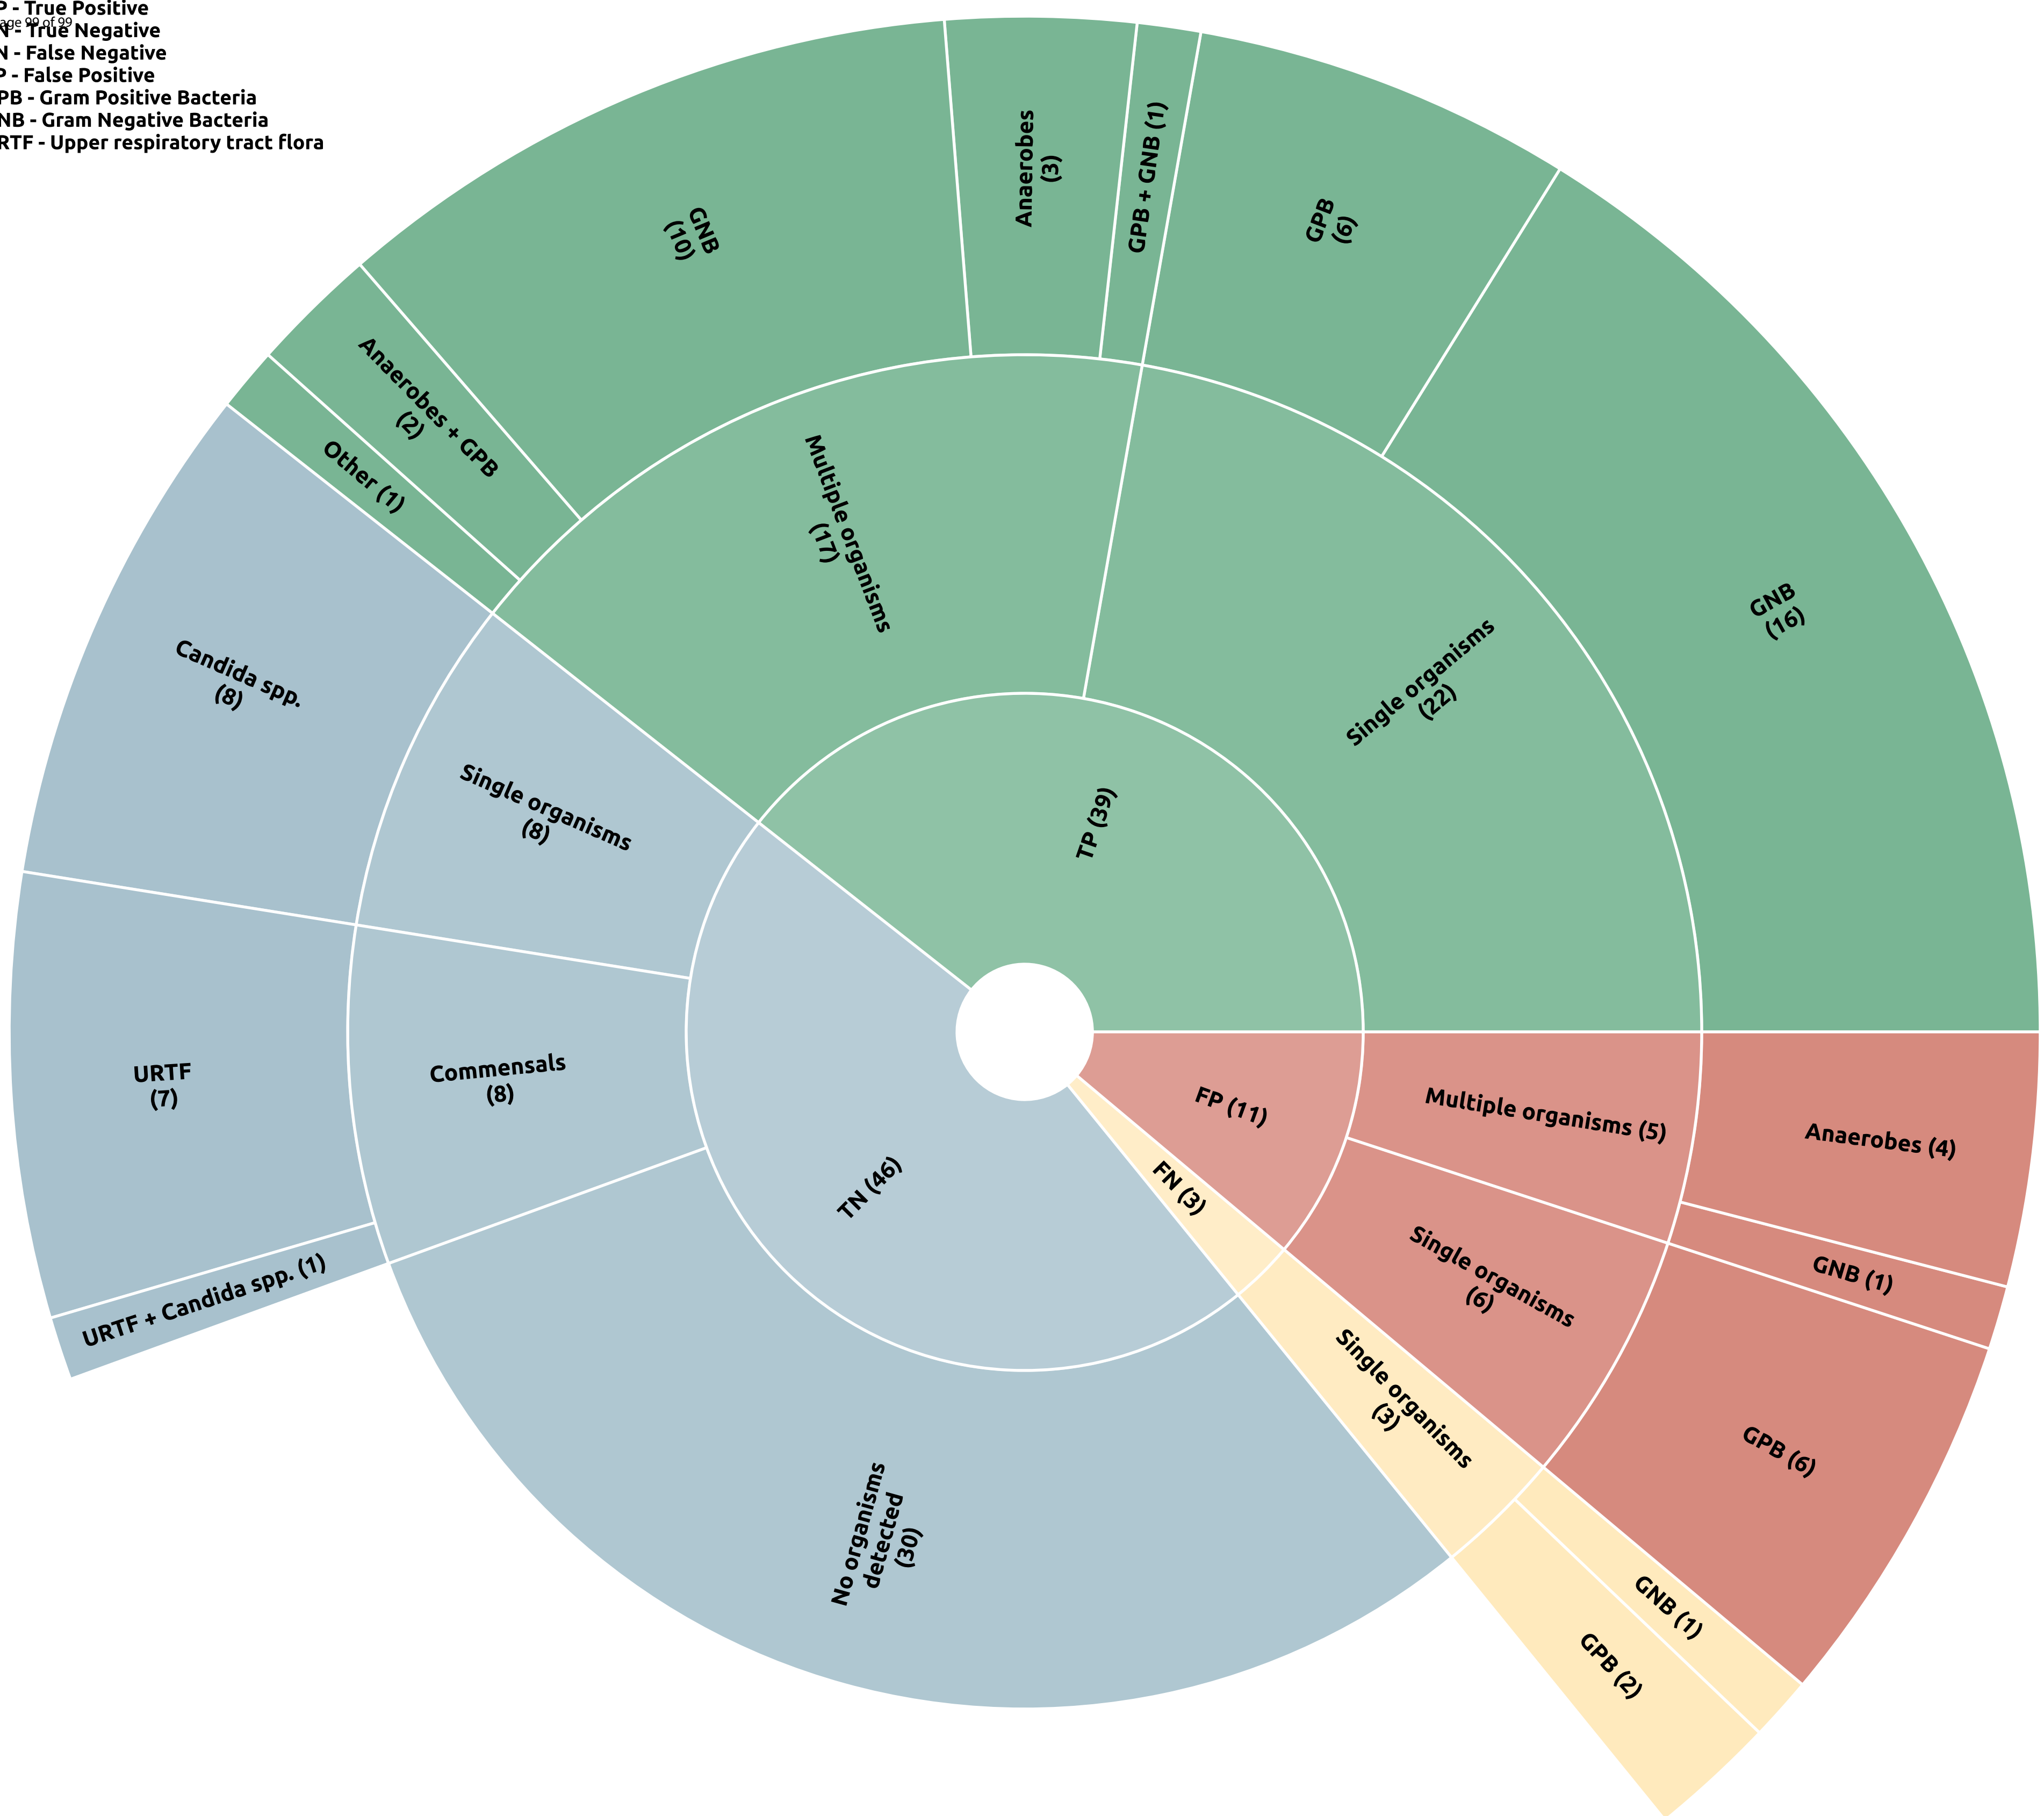 P - True Positive
age 99 of 99
N - True Negative
N - False Negative
P - False Positive
PB - Gram Positive Bacteria
NB - Gram Negative Bacteria
RTF - Upper respiratory tract flora
Anaerobes
(3)
GPB + GNB (1)
GPB
(6)
GNB
(10)
GNB
(16)
Anaerobes + GPB
(2)
Other (1)
Multiple organisms
(17)
Single organisms
(22)
Candida spp.
(8)
Single organisms
(8)
TP (39)
URTF
(7)
Commensals
(8)
TN (46)
FN (3)
FP (11)
Multiple organisms (5)
Anaerobes (4)
GNB (1)
URTF + Candida spp. (1)
Single organisms
(6)
Single organisms
(3)
GPB (6)
No organisms
detected
(30)
GNB (1)
GPB (2)